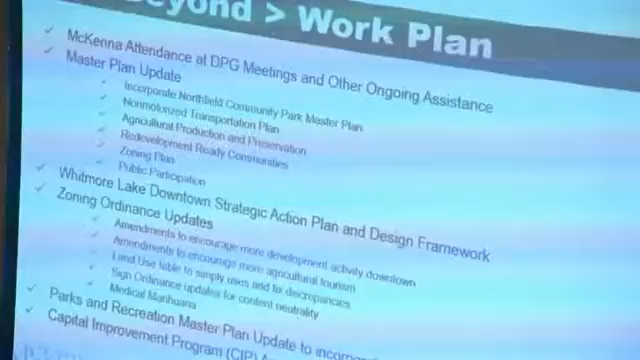 Beyond > Work Plan
McKenna Attendance at DPG Meetings and Other Ongoing Assistance
Master Plan Update
Incorporate Northfield Community Park Master Plan
Nonmotorized Transportation Plan
Agricultural Production and Preservation
Redevelopment Ready Communities
Zoning Plan
Public Participation
Whitmore Lake Downtown Strategic Action Plan and Design Framework
Zoning Ordinance Updates
Amendments to encourage more development activity downtown
Amendments to encourage more agricultural tourism
Land Use table to simply uses and fix discrepancies
Sign Ordinance updates for content neutrality
Medical Marihuana
Parks and Recreation Master Plan Update to
Capital Improvement Program (CIP)